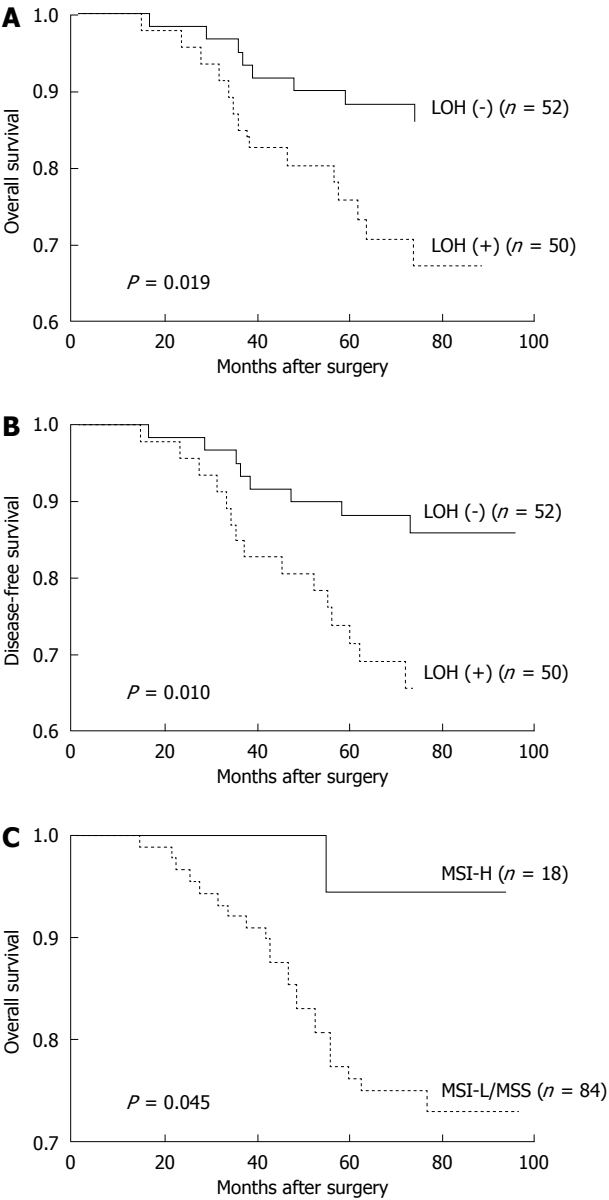 A
Overall survival
1.0
0.9
0.8
0.7
0.6
LOH (-) (n = 52)
LOH (+) (n = 50)
P = 0.019
0 20 40 60 80 100
Months after surgery
B
Disease-free survival
1.0
0.9
0.8
0.7
0.6
LOH (-) (n = 52)
LOH (+) (n = 50)
P = 0.010
0 20 40 60 80 100
Months after surgery
C
Overall survival
1.0
0.9
0.8
0.7
MSI-H (n = 18)
MSI-L/MSS (n = 84)
P = 0.045
0 20 40 60 80 100
Months after surgery